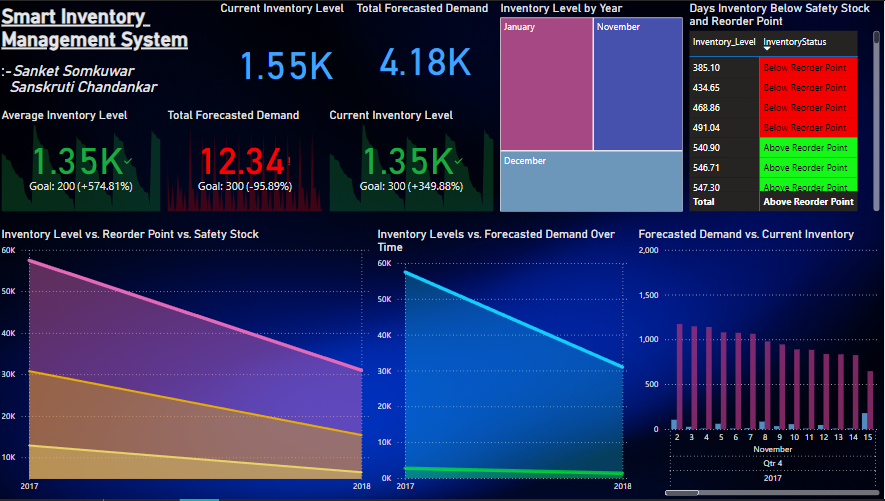 Smart Inventory
Management System
:- Sanket Somkuwar
Sanskruti Chandankar
Current Inventory Level
1.55K
Total Forecasted Demand
4.18K
Inventory Level by Year
January
November
December
Days Inventory Below Safety Stock
and Reorder Point
Inventory_Level InventoryStatus
385.10 Below Reorder Point
434.65 Below Reorder Point
468.86 Below Reorder Point
491.04 Below Reorder Point
540.90 Above Reorder Point
546.71 Above Reorder Point
547.30 Above Reorder Point
Total Above Reorder Point
Average Inventory Level
1.35K
Goal: 200 (+574.81%)
Total Forecasted Demand
12.34!
Goal: 300 (-95.89%)
Current Inventory Level
1.35K
Goal: 300 (+349.88%)
Inventory Level vs. Reorder Point vs. Safety Stock
60K
50K
40K
30K
20K
10K
2017 2018
Inventory Levels vs. Forecasted Demand Over
Time
60K
50K
40K
30K
20K
10K
0K
2017 2018
Forecasted Demand vs. Current Inventory
2,000
1,500
1,000
500
0
2 3 4 5 6 7 8 9 10 11 12 13 14 15
November
Qtr 4
2017